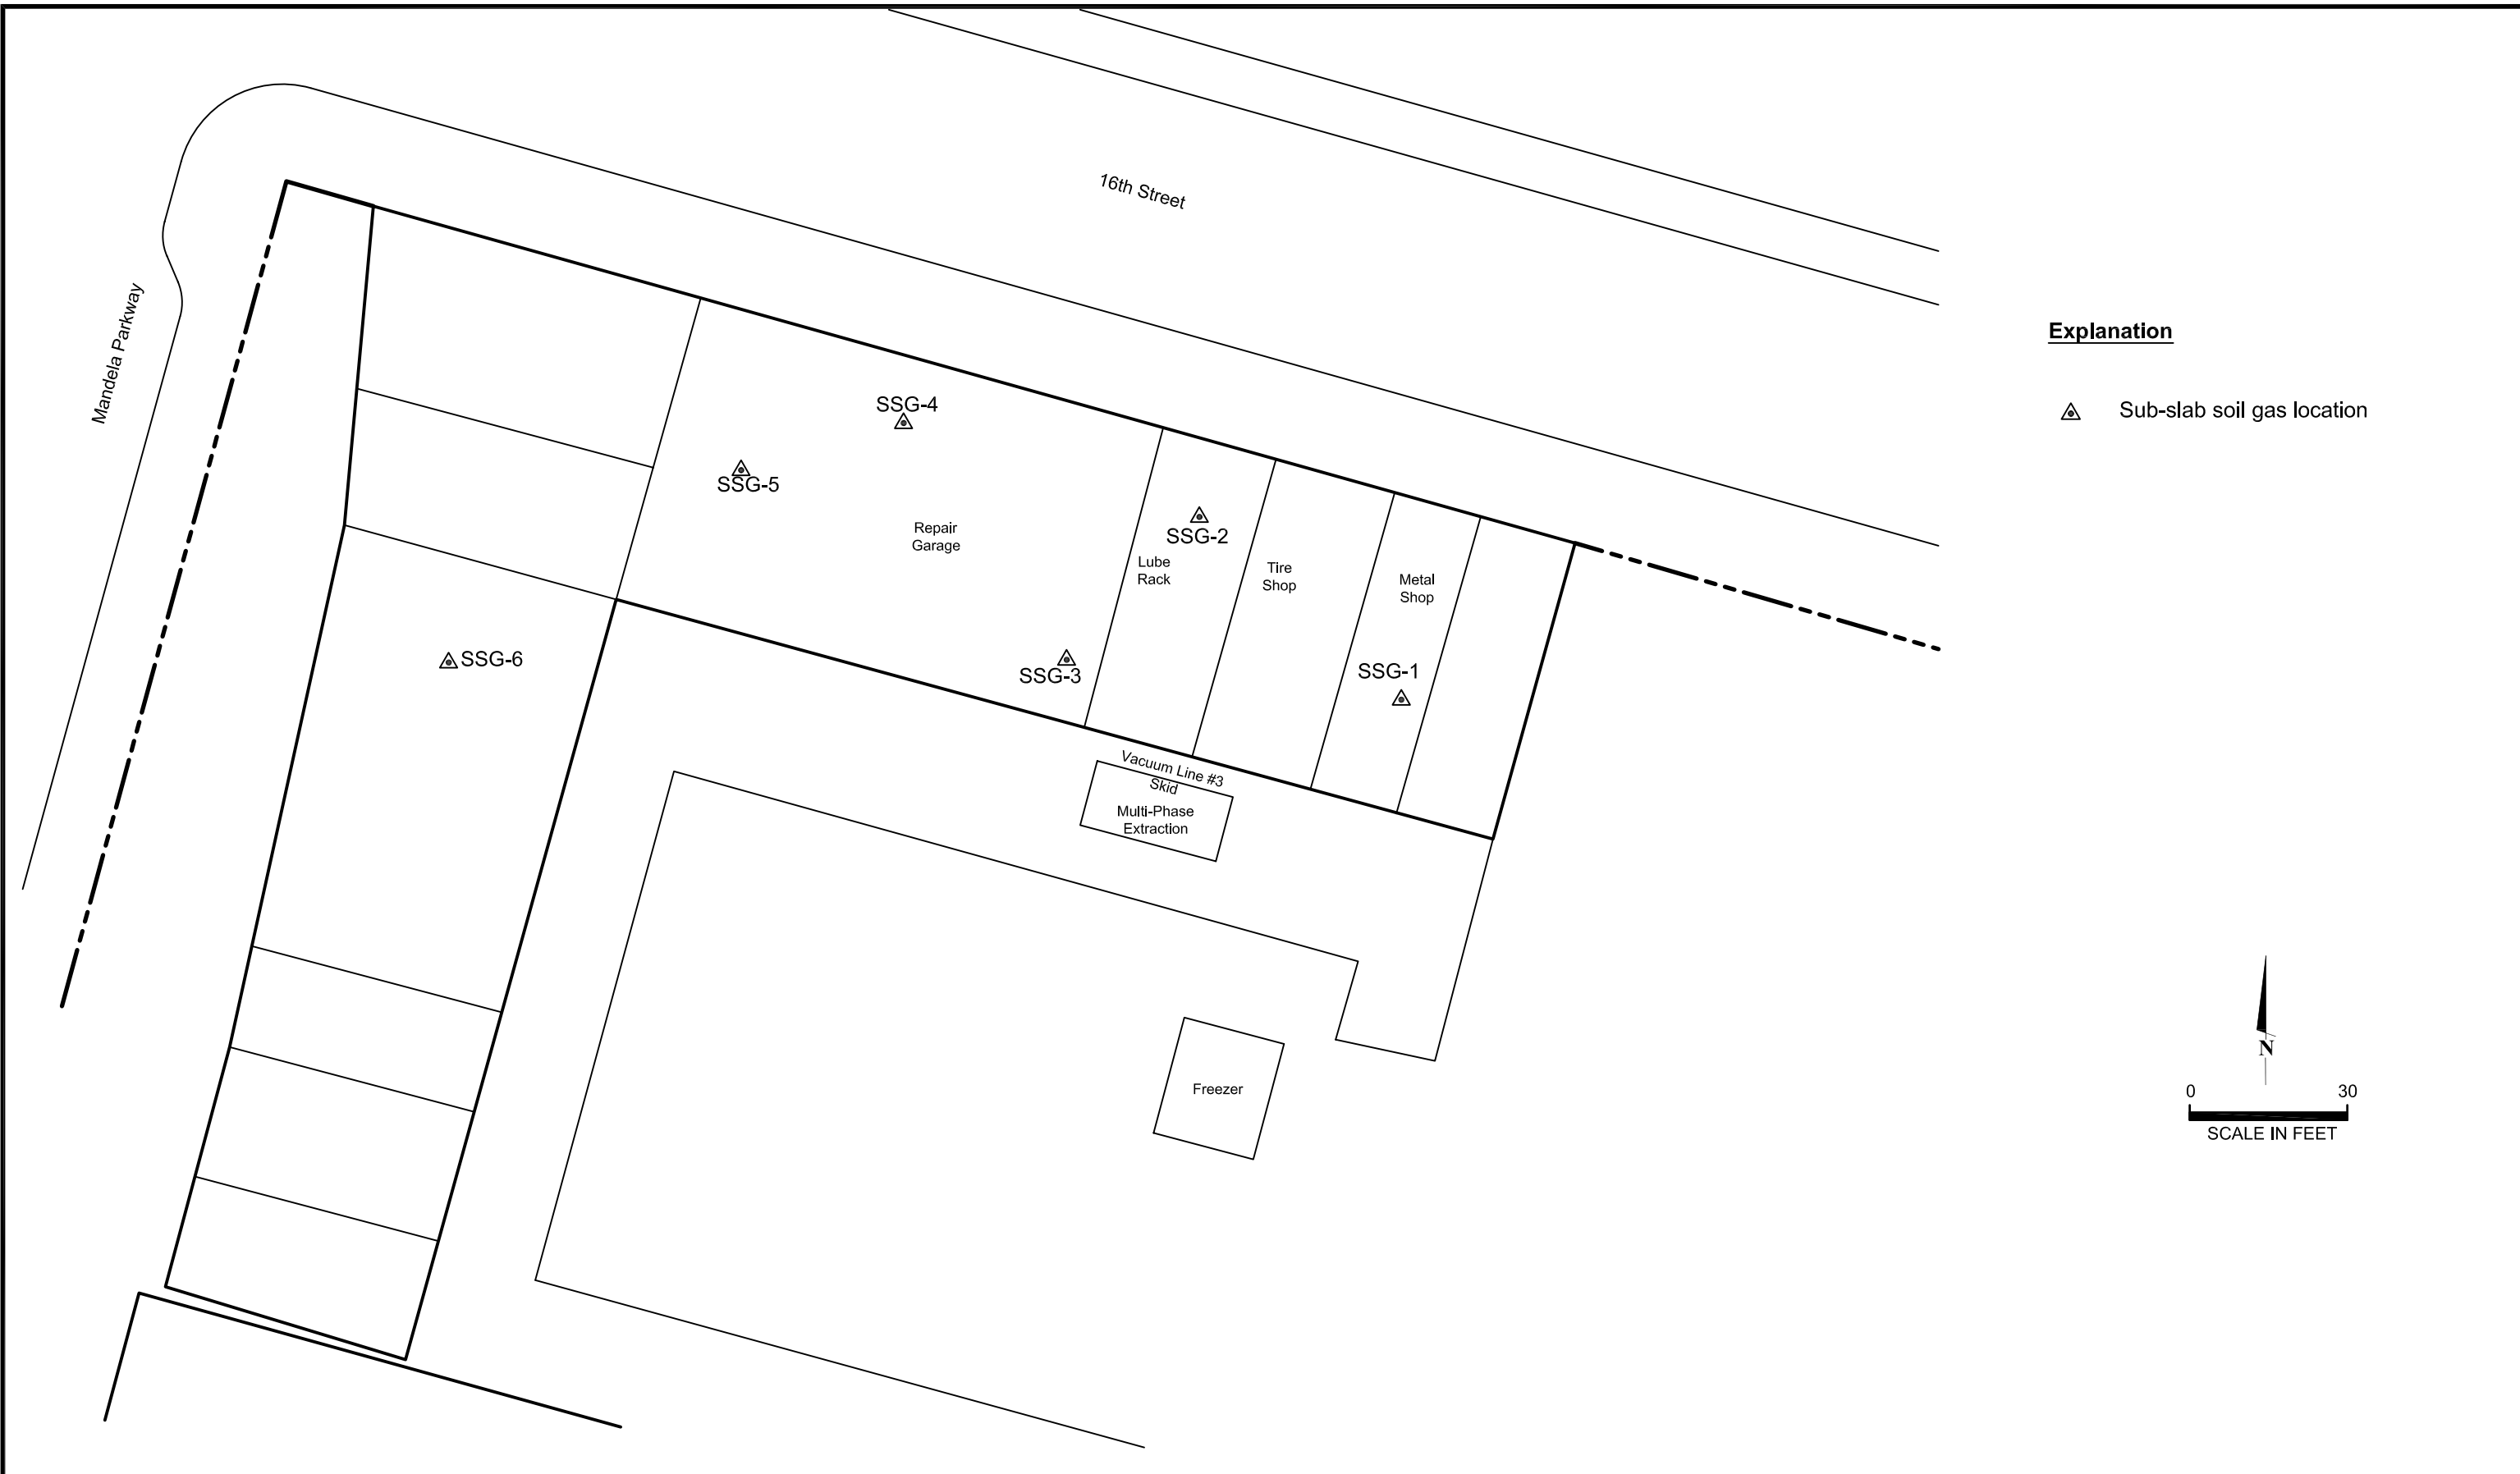 16th Street
Mandela Parkway
Explanation
Sub-slab soil gas location
SSG-4
SSG-5
Repair
Garage
SSG-2
Lube
Rack
Tire
Shop
Metal
Shop
SSG-6
SSG-3
SSG-1
Vacuum Line #3
Skid
Multi-Phase
Extraction
Freezer
N
0 30
SCALE IN FEET